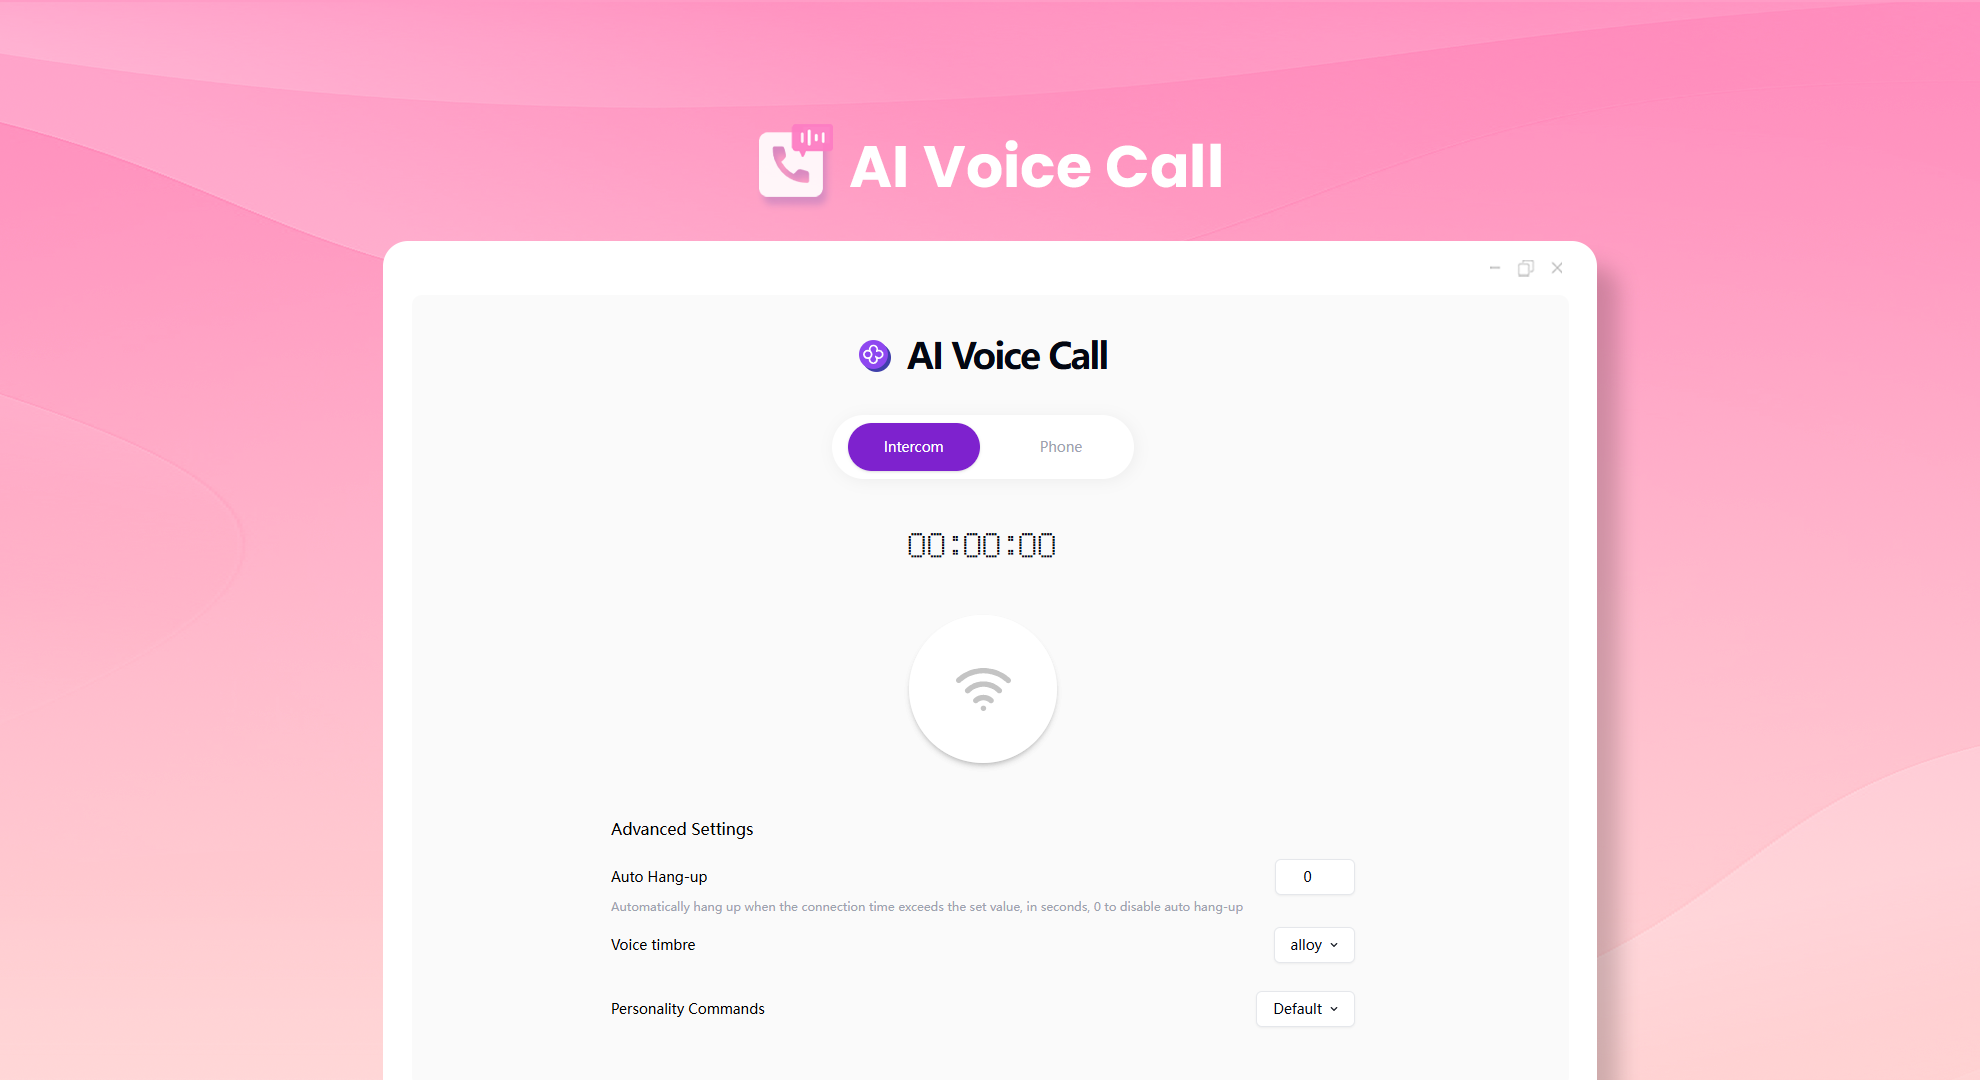 AI Voice Call
AI Voice Call
Intercom
Phone
00:00:00
Advanced Settings
Auto Hang-up
0
Automatically hang up when the connection time exceeds the set value, in seconds, 0 to disable auto hang-up
Voice timbre
alloy
Personality Commands
Default